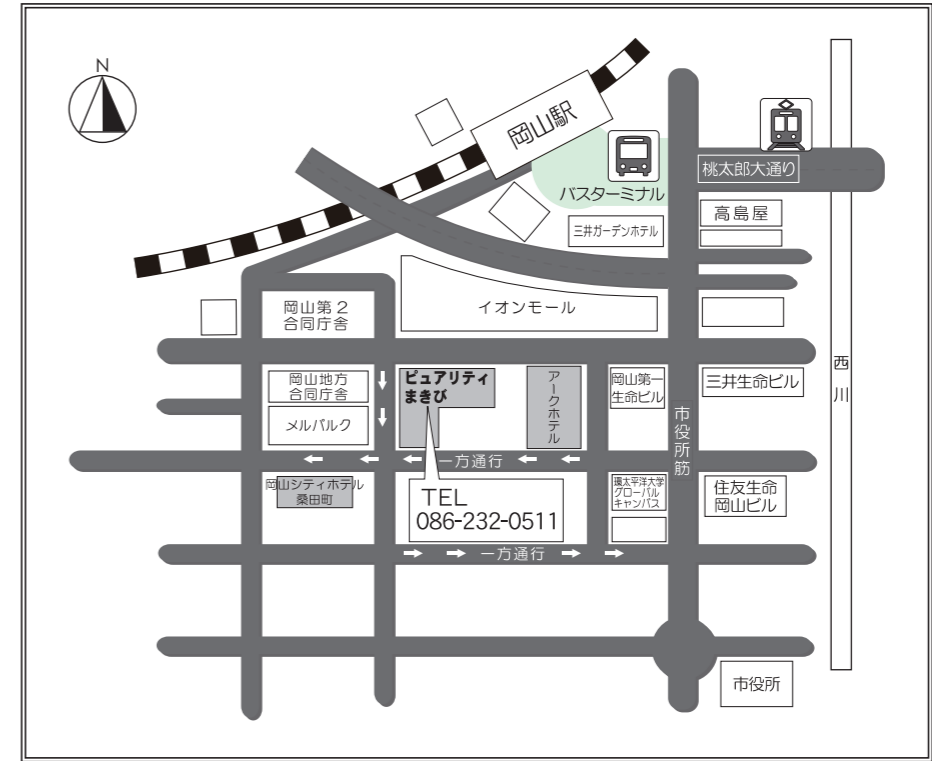 N
岡山駅
桃太郎大通り
バスターミナル
高島屋
三井ガーデンホテル
岡山第2
合同庁舎
イオンモール
西川
岡山地方
合同庁舎
ピュアリティ
まきび
アークホテル
岡山第一
生命ビル
三井生命ビル
メルパルク
市役所筋
一方通行
岡山シティホテル
桑田町
TEL
086-232-0511
環太平洋大学
グローバル
キャンパス
住友生命
岡山ビル
一方通行
市役所